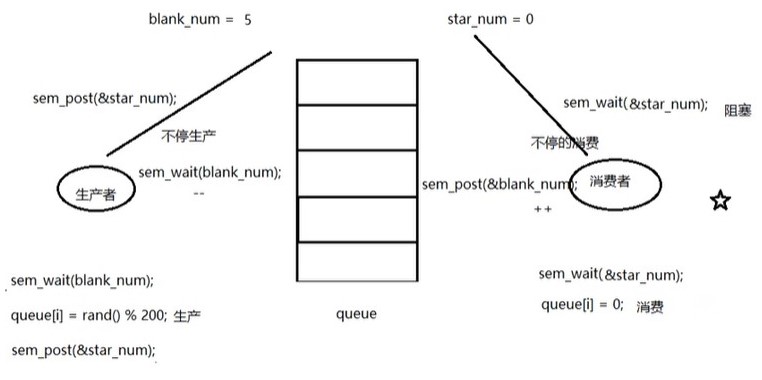 blank_num = 5
star_num = 0
sem_post(&star_num);
sem_wait(&star_num); 阻塞
不停生产
不停的消费
sem_wait(blank_num);
--
生产者
sem_post(&blank_num);
++
消费者
sem_wait(blank_num);
queue[i] = rand() % 200; 生产
sem_post(&star_num);
queue
sem_wait(&star_num);
queue[i] = 0; 消费